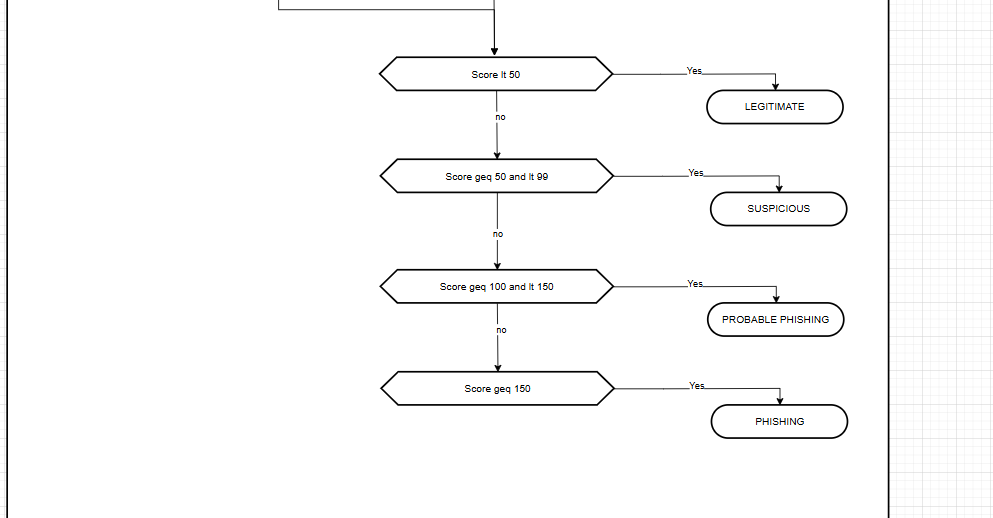 Score lt 50
Yes
LEGITIMATE
no
Score geq 50 and lt 99
Yes
SUSPICIOUS
no
Score geq 100 and lt 150
Yes
PROBABLE PHISHING
no
Score geq 150
Yes
PHISHING